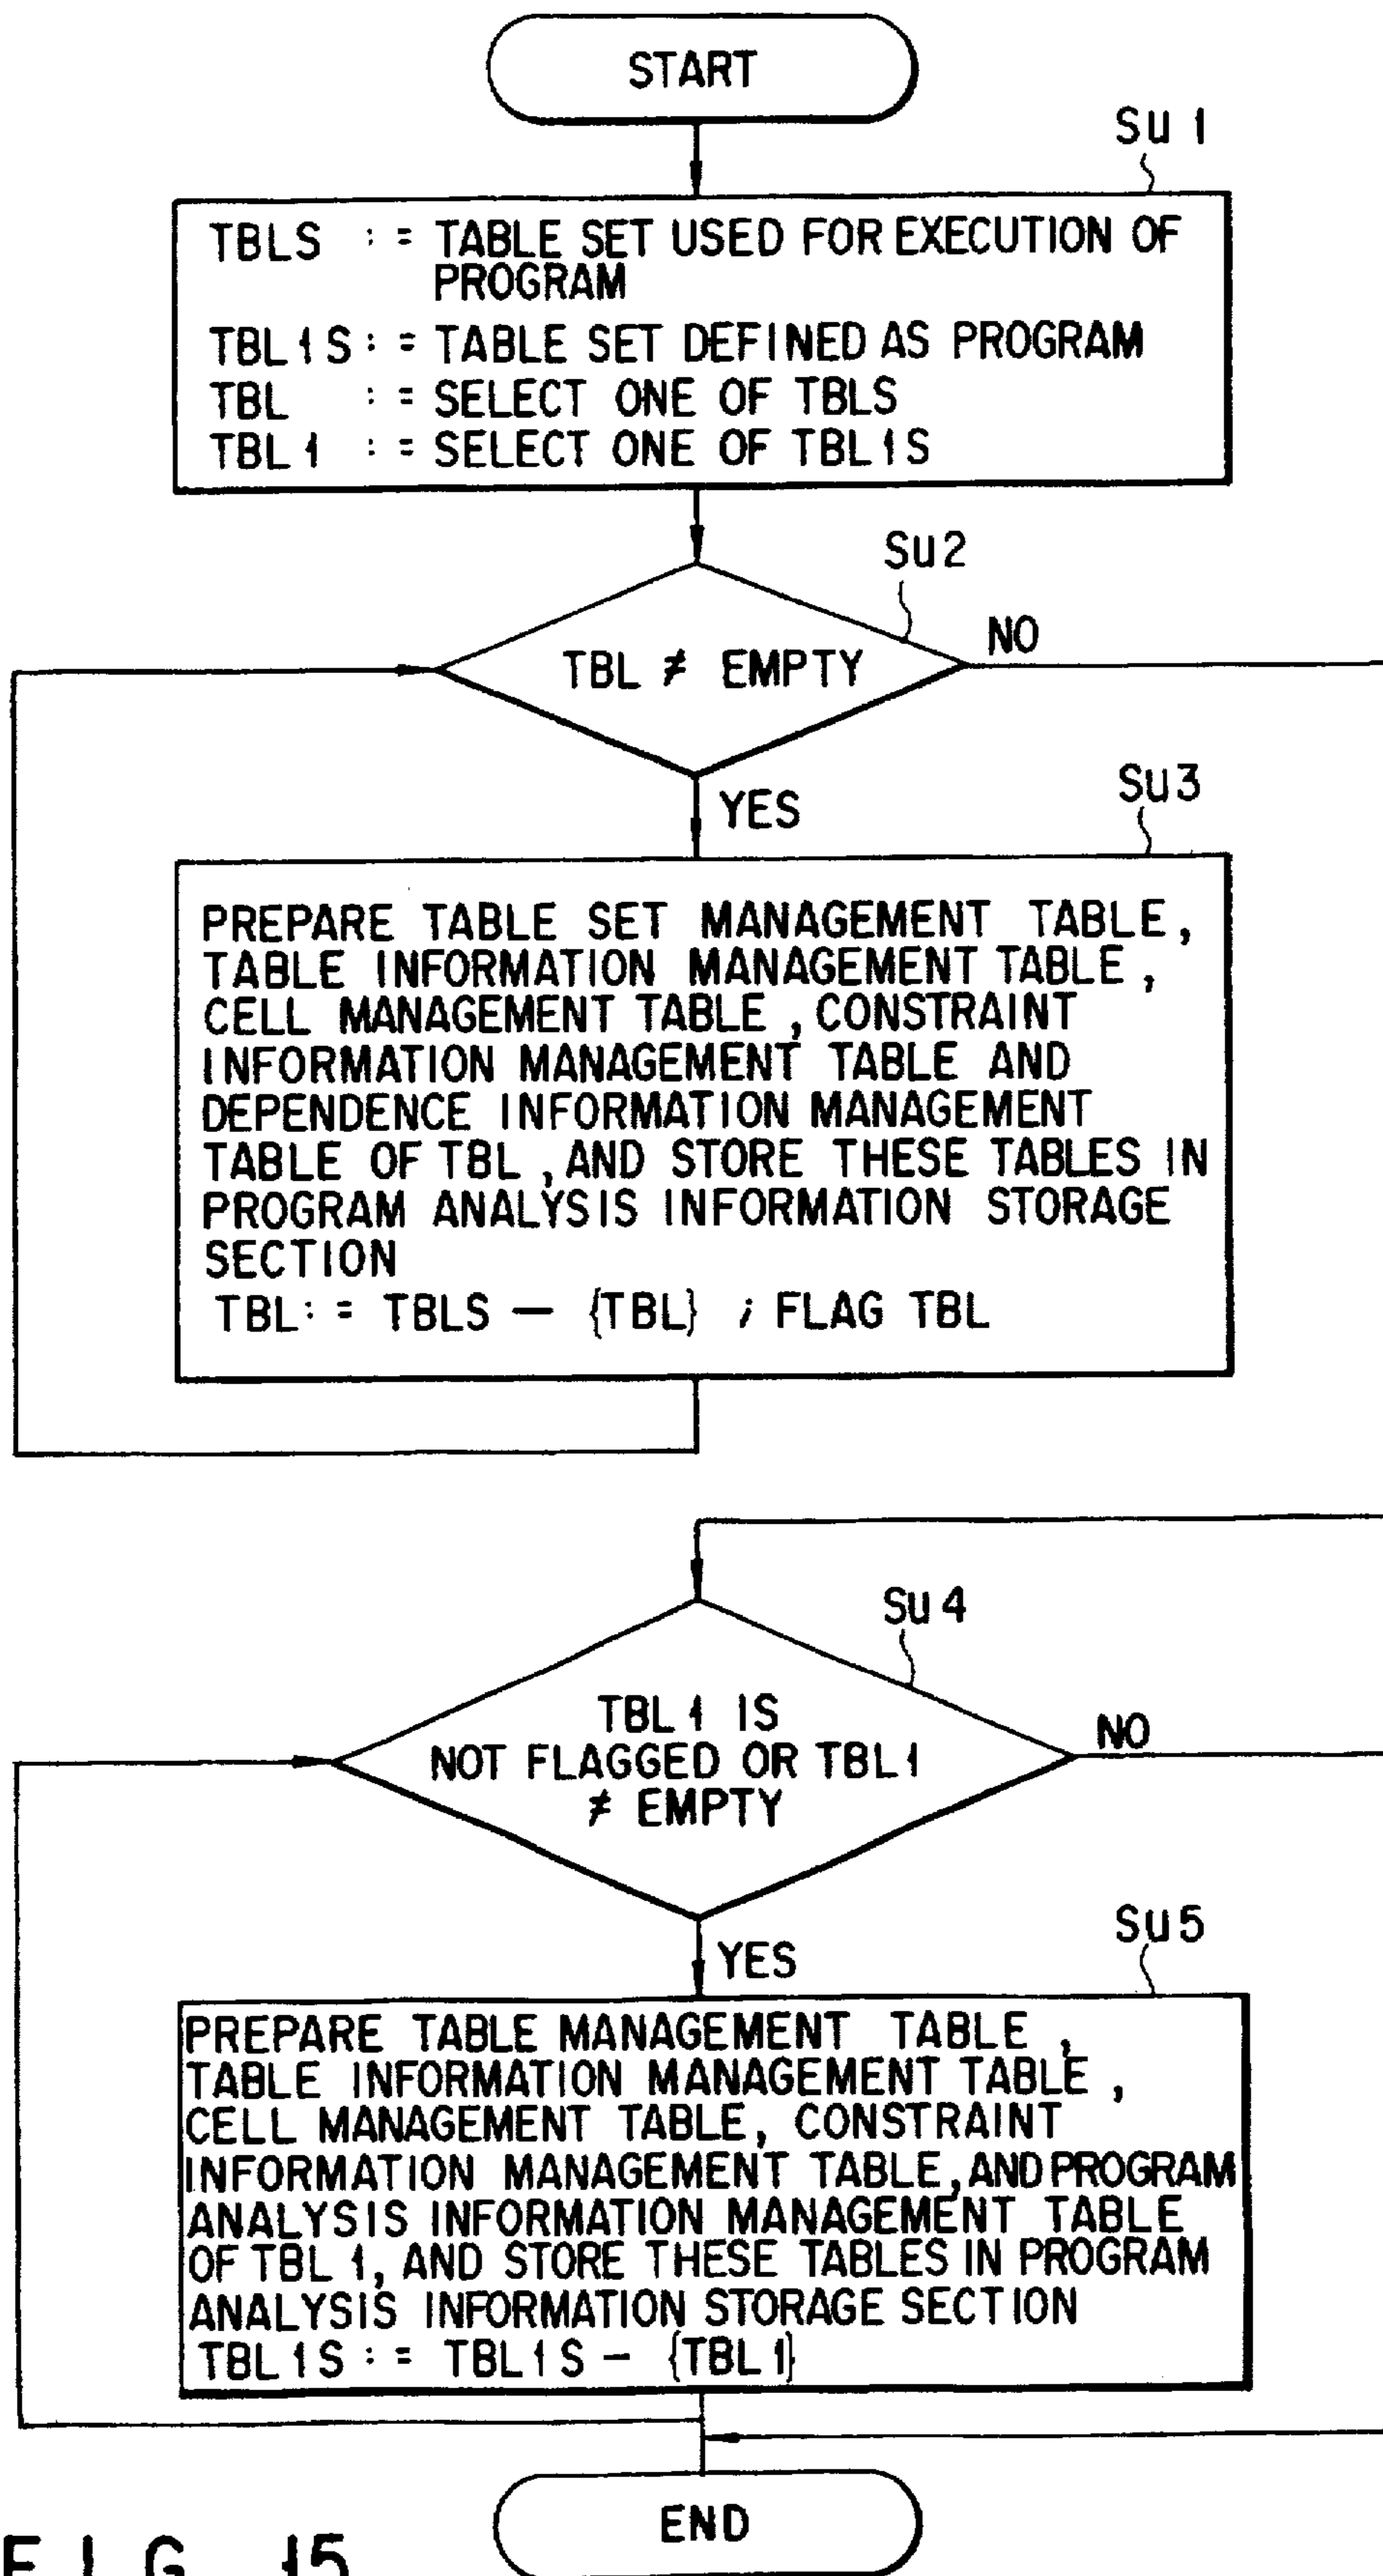 START
Su 1
TBLS := TABLE SET USED FOR EXECUTION OF
PROGRAM
TBL1S := TABLE SET DEFINED AS PROGRAM
TBL := SELECT ONE OF TBLS
TBL1 := SELECT ONE OF TBL1S
Su2
NO
TBL ≠ EMPTY
YES
Su3
PREPARE TABLE SET MANAGEMENT TABLE,
TABLE INFORMATION MANAGEMENT TABLE,
CELL MANAGEMENT TABLE, CONSTRAINT
INFORMATION MANAGEMENT TABLE AND
DEPENDENCE INFORMATION MANAGEMENT
TABLE OF TBL, AND STORE THESE TABLES IN
PROGRAM ANALYSIS INFORMATION STORAGE
SECTION
TBL := TBLS — {TBL} ; FLAG TBL
Su4
TBL1 IS
NOT FLAGGED OR TBL1
≠ EMPTY
NO
YES
Su5
PREPARE TABLE MANAGEMENT TABLE,
TABLE INFORMATION MANAGEMENT TABLE,
CELL MANAGEMENT TABLE, CONSTRAINT
INFORMATION MANAGEMENT TABLE, AND PROGRAM
ANALYSIS INFORMATION MANAGEMENT TABLE
OF TBL 1, AND STORE THESE TABLES IN PROGRAM
ANALYSIS INFORMATION STORAGE SECTION
TBL1S := TBL1S - {TBL1}
END
FIG. 15